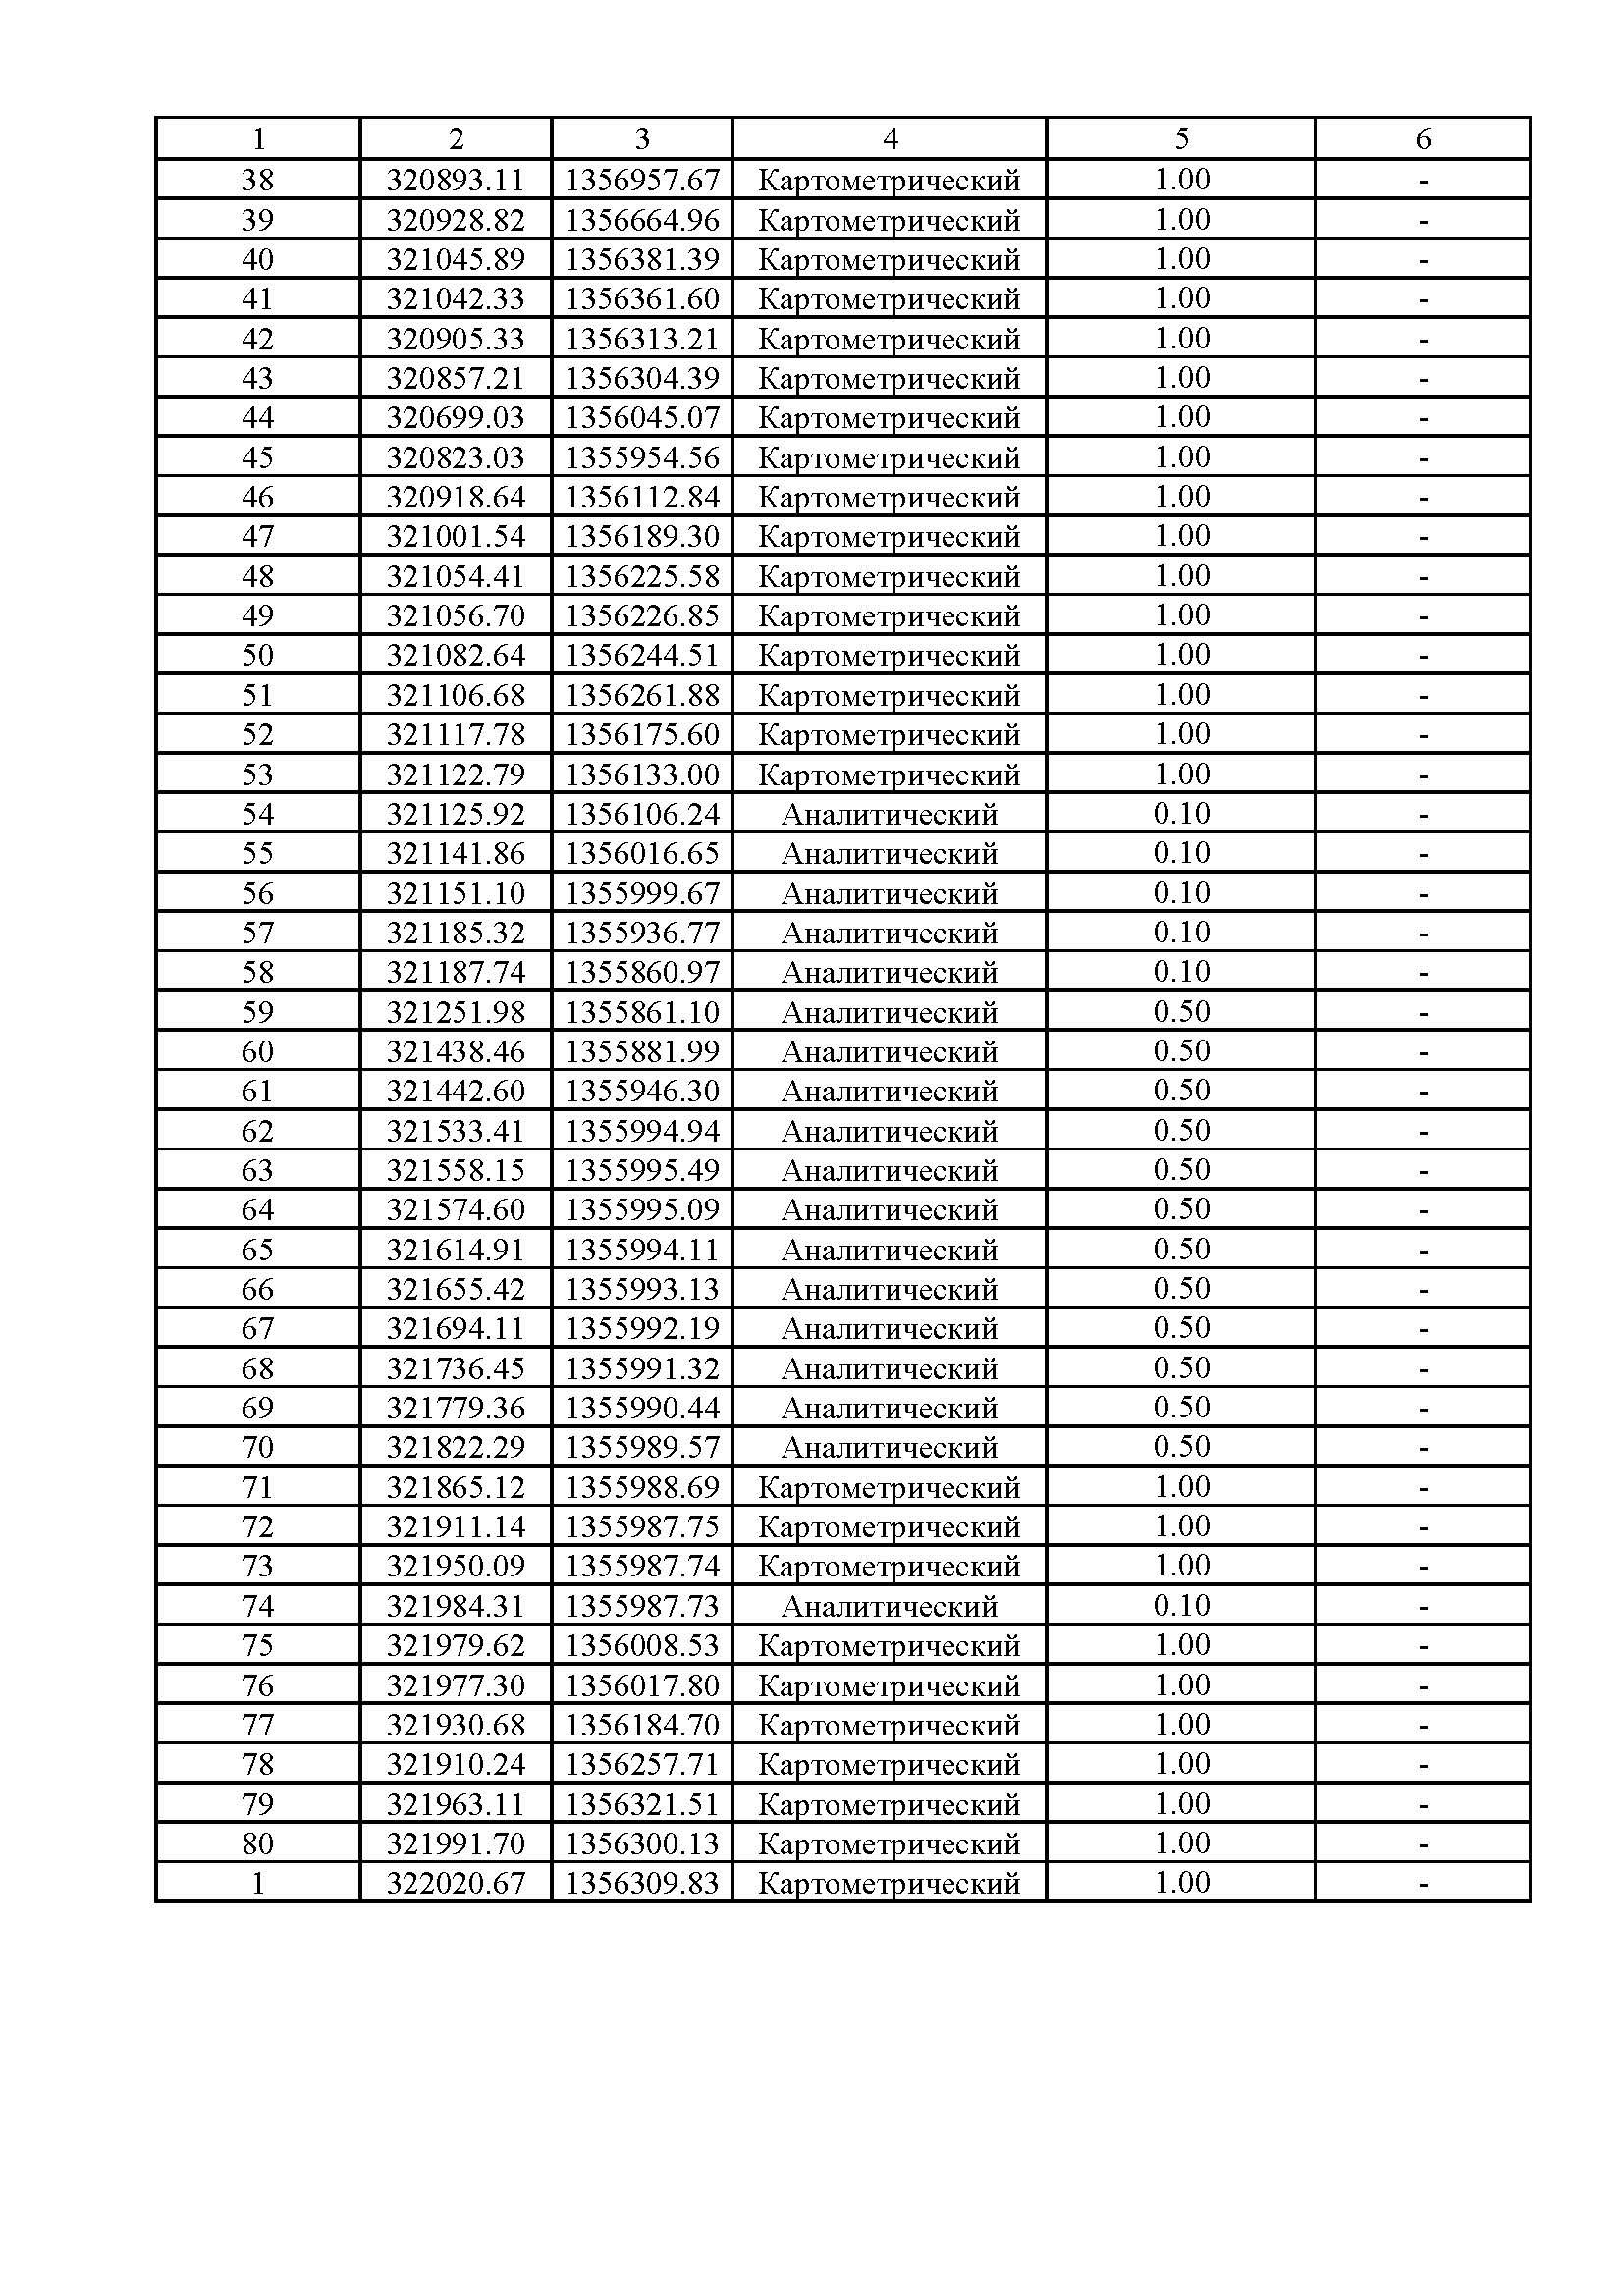 1 2 3 4 5 6
38 320893.11 1356957.67 Картометрический 1.00 -
39 320928.82 1356664.96 Картометрический 1.00 -
40 321045.89 1356381.39 Картометрический 1.00 -
41 321042.33 1356361.60 Картометрический 1.00 -
42 320905.33 1356313.21 Картометрический 1.00 -
43 320857.21 1356304.39 Картометрический 1.00 -
44 320699.03 1356045.07 Картометрический 1.00 -
45 320823.03 1355954.56 Картометрический 1.00 -
46 320918.64 1356112.84 Картометрический 1.00 -
47 321001.54 1356189.30 Картометрический 1.00 -
48 321054.41 1356225.58 Картометрический 1.00 -
49 321056.70 1356226.85 Картометрический 1.00 -
50 321082.64 1356244.51 Картометрический 1.00 -
51 321106.68 1356261.88 Картометрический 1.00 -
52 321117.78 1356175.60 Картометрический 1.00 -
53 321122.79 1356133.00 Картометрический 1.00 -
54 321125.92 1356106.24 Аналитический 0.10 -
55 321141.86 1356016.65 Аналитический 0.10 -
56 321151.10 1355999.67 Аналитический 0.10 -
57 321185.32 1355936.77 Аналитический 0.10 -
58 321187.74 1355860.97 Аналитический 0.10 -
59 321251.98 1355861.10 Аналитический 0.50 -
60 321438.46 1355881.99 Аналитический 0.50 -
61 321442.60 1355946.30 Аналитический 0.50 -
62 321533.41 1355994.94 Аналитический 0.50 -
63 321558.15 1355995.49 Аналитический 0.50 -
64 321574.60 1355995.09 Аналитический 0.50 -
65 321614.91 1355994.11 Аналитический 0.50 -
66 321655.42 1355993.13 Аналитический 0.50 -
67 321694.11 1355992.19 Аналитический 0.50 -
68 321736.45 1355991.32 Аналитический 0.50 -
69 321779.36 1355990.44 Аналитический 0.50 -
70 321822.29 1355989.57 Аналитический 0.50 -
71 321865.12 1355988.69 Картометрический 1.00 -
72 321911.14 1355987.75 Картометрический 1.00 -
73 321950.09 1355987.74 Картометрический 1.00 -
74 321984.31 1355987.73 Аналитический 0.10 -
75 321979.62 1356008.53 Картометрический 1.00 -
76 321977.30 1356017.80 Картометрический 1.00 -
77 321930.68 1356184.70 Картометрический 1.00 -
78 321910.24 1356257.71 Картометрический 1.00 -
79 321963.11 1356321.51 Картометрический 1.00 -
80 321991.70 1356300.13 Картометрический 1.00 -
1 322020.67 1356309.83 Картометрический 1.00 -